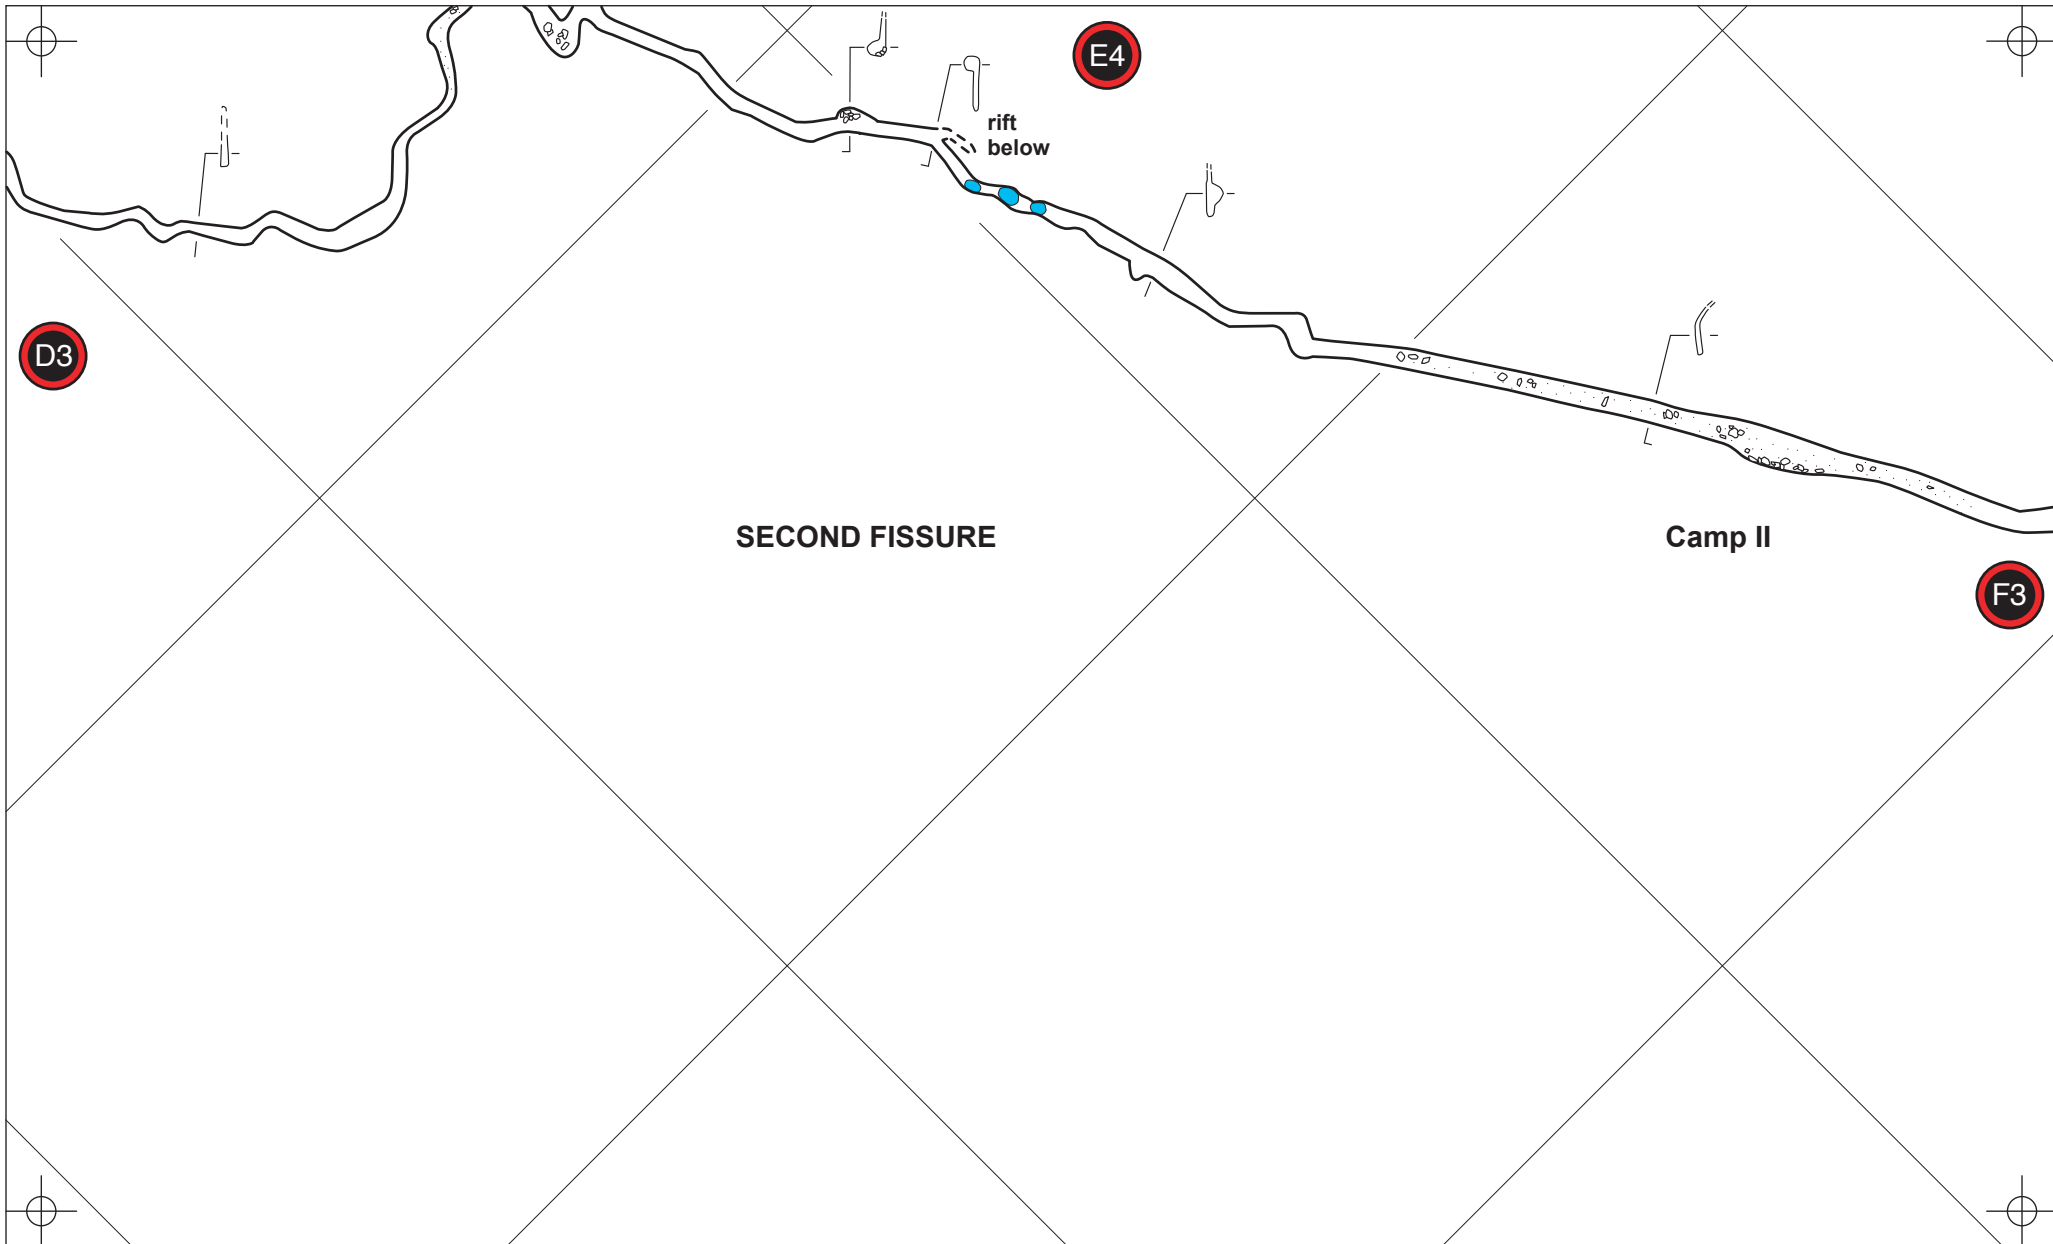 E4
rift
below
D3
SECOND FISSURE
Camp II
F3